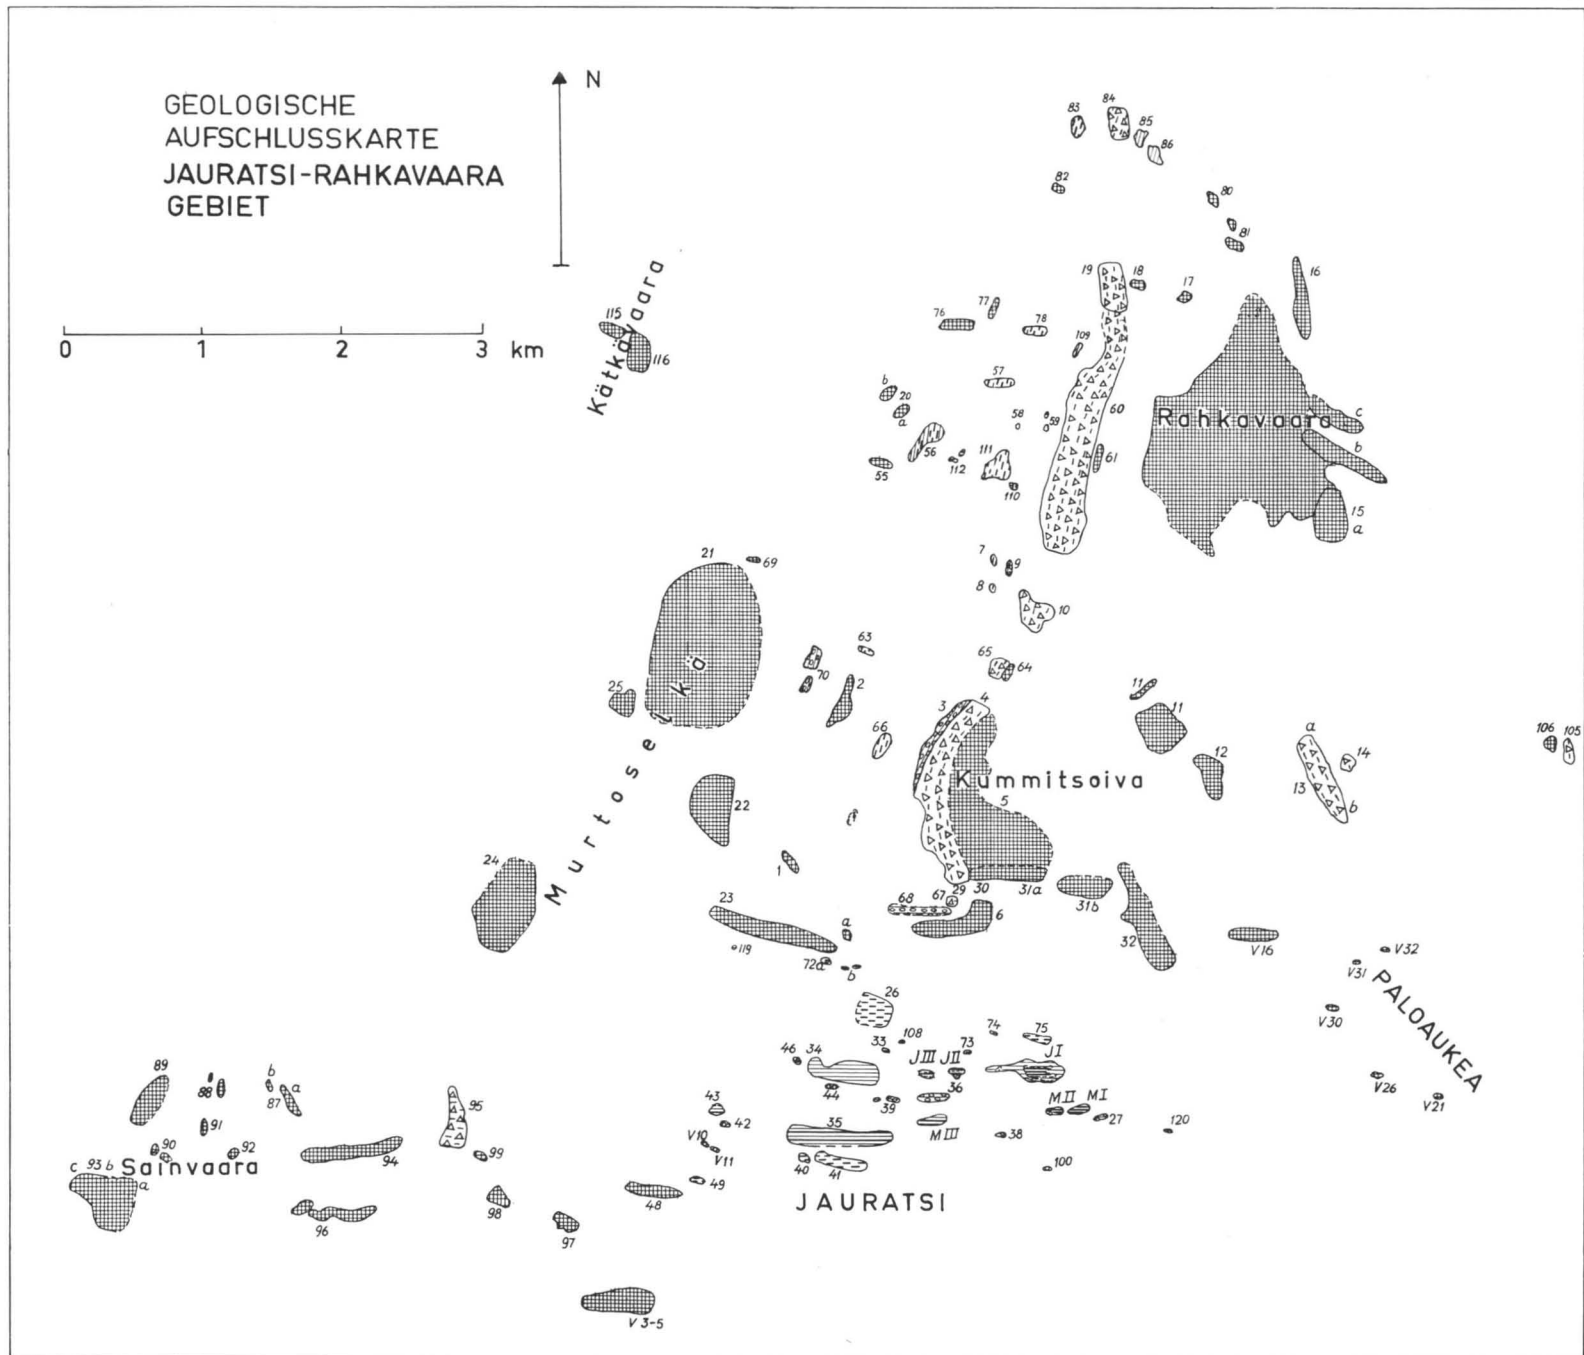 GEOLOGISCHE
AUFSCHLUSSKARTE
JAURATSI-RAHKAVAARA
GEBIET
N
0 1 2 3 km
83 84 85 86
82
80
81
19 18 17 16
Kätkävaara
115
116
76 77 78
109
57
60
b
20
a
58 59
Rahkavaara
c
b
56 111
61
55 112
110
15
a
21 69
7 9
8
10
63
65 64
70
2
11
25
3 4
11
66
a
14
106 105
12
Kummitsoiva
13
b
22
5
Murtoselkä
1
24
29 30 31a
31b
23 68 67
6
32
a
119
V16
V32
72a b
V31
PALOAUKEA
26
V30
108 74 75
46 34 33 JIII JII 73 JI
89 88 b a
87
V26
V21
95
44 39 36
MII MI
43
42 35 MIII 38 27 120
91
90 92
V10
V11
c 93 b Sainvaara
a
94
99
40 41
100
49
48
JAURATSI
96
98
97
V3-5